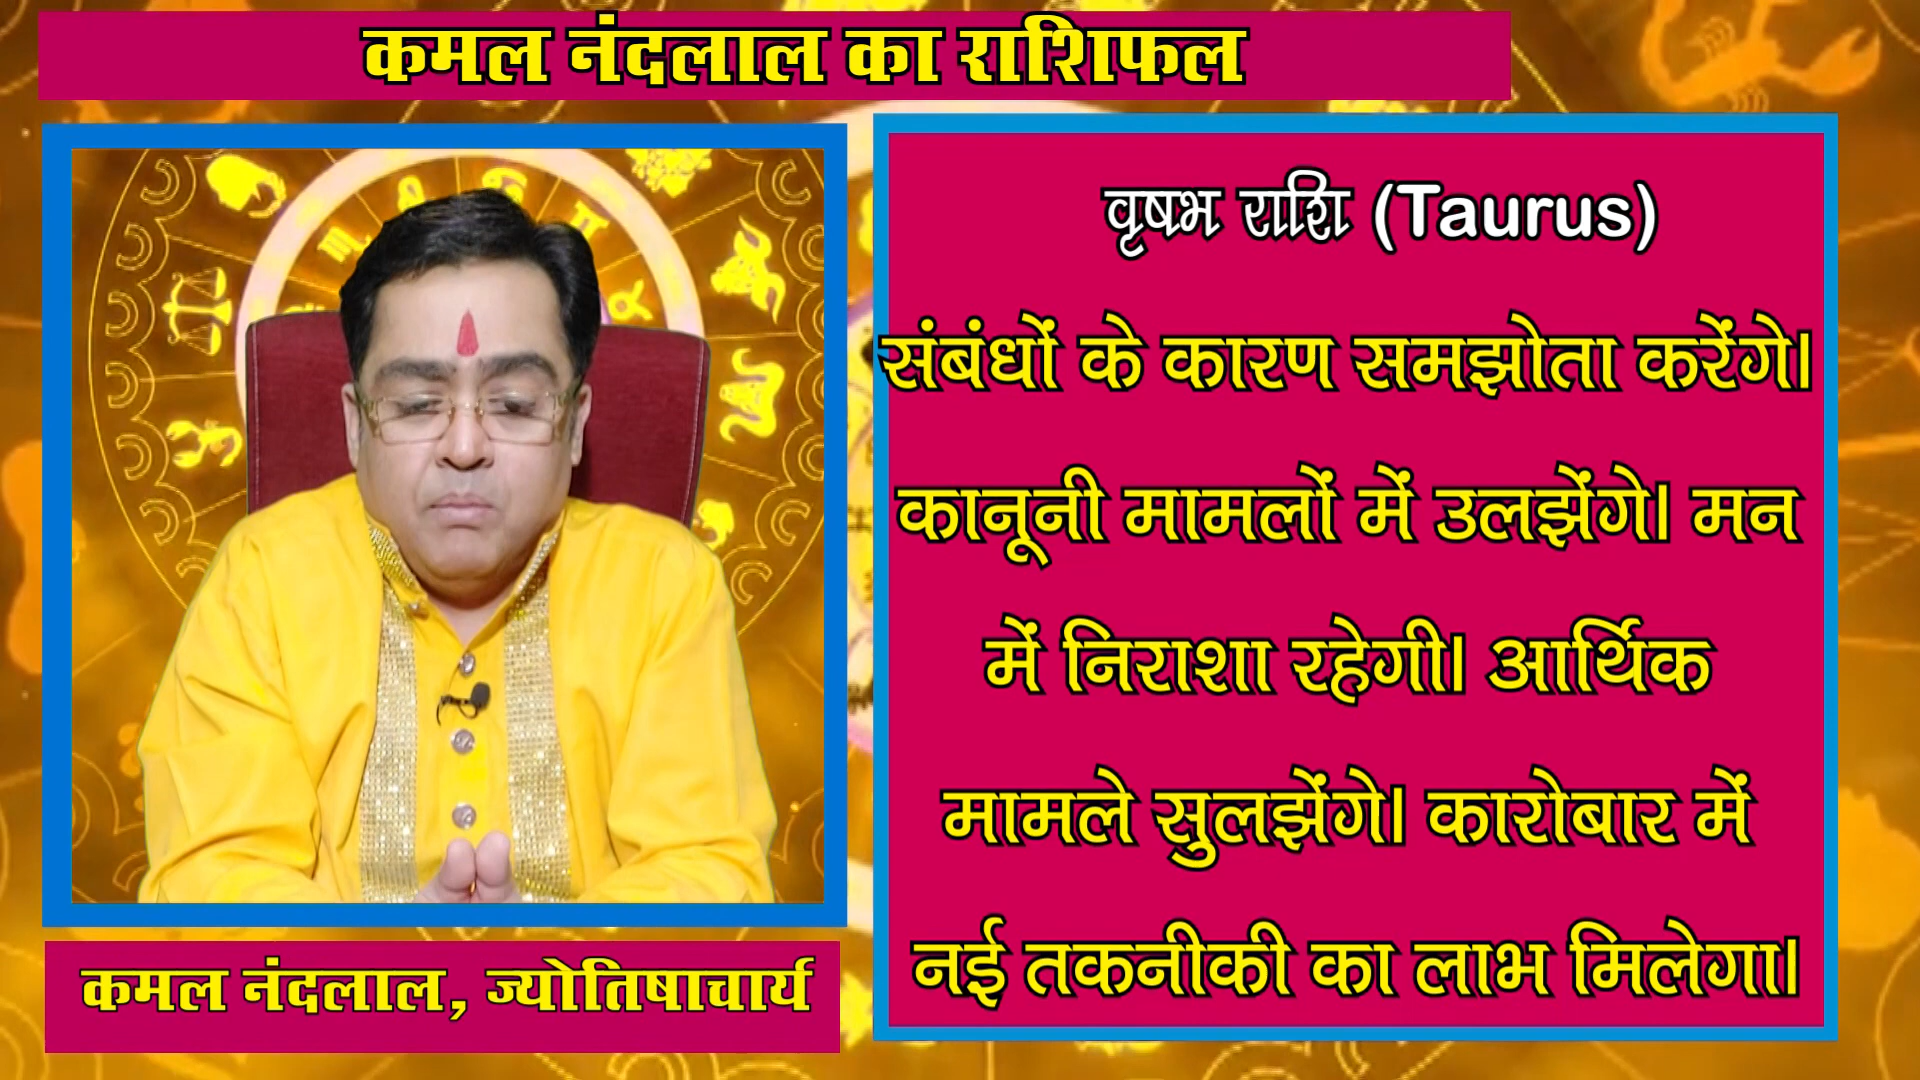 कमल नंदलाल का राशिफल
वृषभ राशि (Taurus)
संबंधों के कारण समझोता करेंगे।
कानूनी मामलों में उलझेंगे। मन
में निराशा रहेगी। आर्थिक
मामले सुलझेंगे। कारोबार में
नई तकनीकी का लाभ मिलेगा।
कमल नंदलाल, ज्योतिषाचार्य